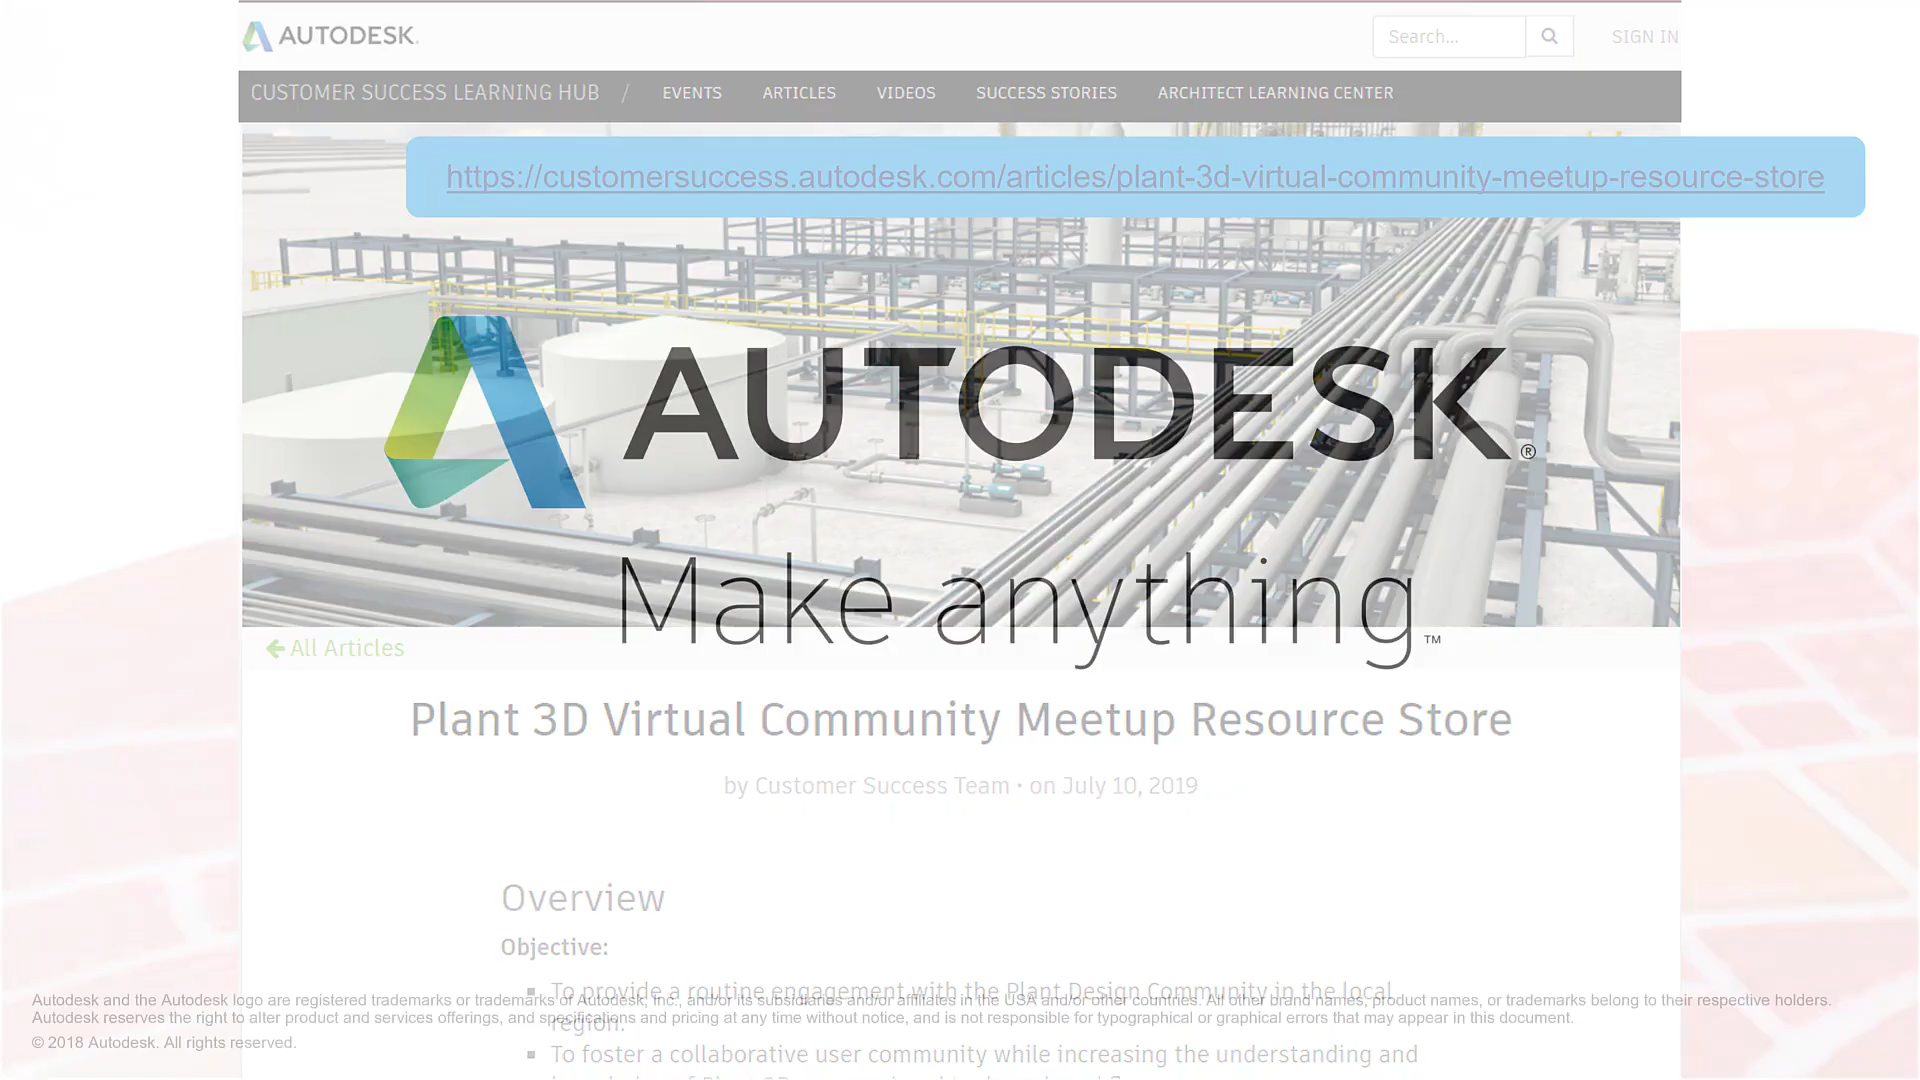 AUTODESK.
Search...
SIGN IN
CUSTOMER SUCCESS LEARNING HUB / EVENTS ARTICLES VIDEOS SUCCESS STORIES ARCHITECT LEARNING CENTER
https://customersuccess.autodesk.com/articles/plant-3d-virtual-community-meetup-resource-store
AUTODESK®
Make anything™
All Articles
Plant 3D Virtual Community Meetup Resource Store
by Customer Success Team · on July 10, 2019
Overview
Objective:
▪ To provide a routine engagement with the Plant Design Community in the local
region.
Autodesk and the Autodesk logo are registered trademarks or trademarks of Autodesk, Inc., and/or its subsidiaries and/or affiliates in the USA and/or other countries. All other brand names, product names, or trademarks belong to their respective holders.
Autodesk reserves the right to alter product and services offerings, and specifications and pricing at any time without notice, and is not responsible for typographical or graphical errors that may appear in this document.
© 2018 Autodesk. All rights reserved.
▪ To foster a collaborative user community while increasing the understanding and